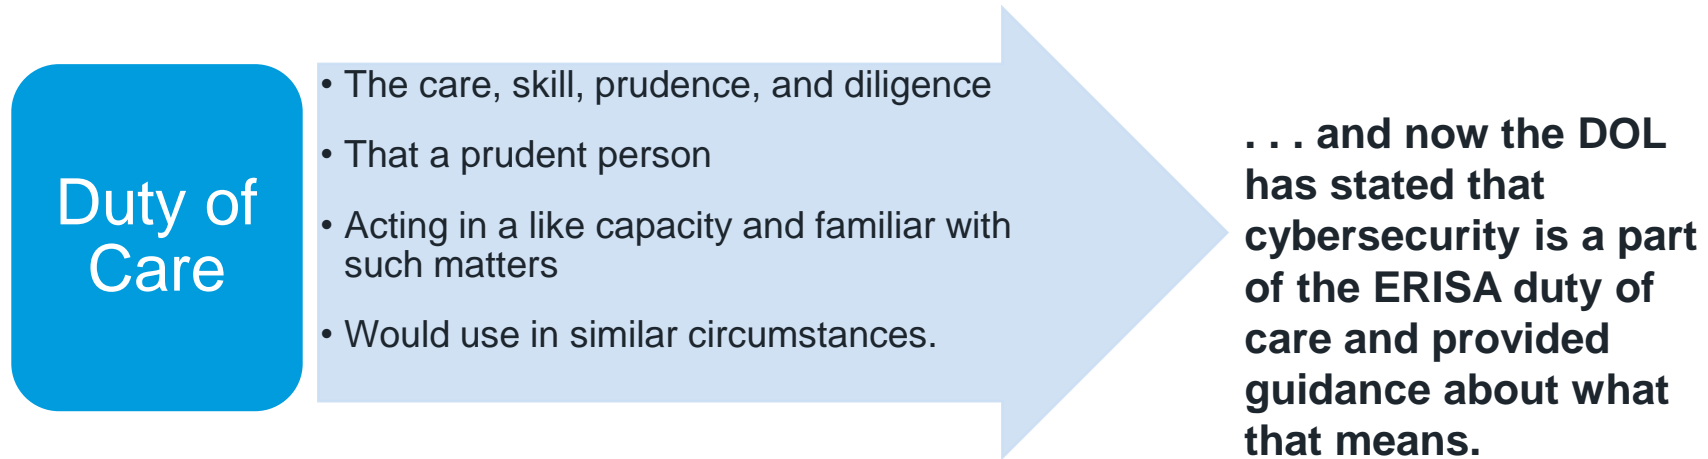 Duty of
Care
• The care, skill, prudence, and diligence
• That a prudent person
• Acting in a like capacity and familiar with
such matters
• Would use in similar circumstances.
. . . and now the DOL
has stated that
cybersecurity is a part
of the ERISA duty of
care and provided
guidance about what
that means.